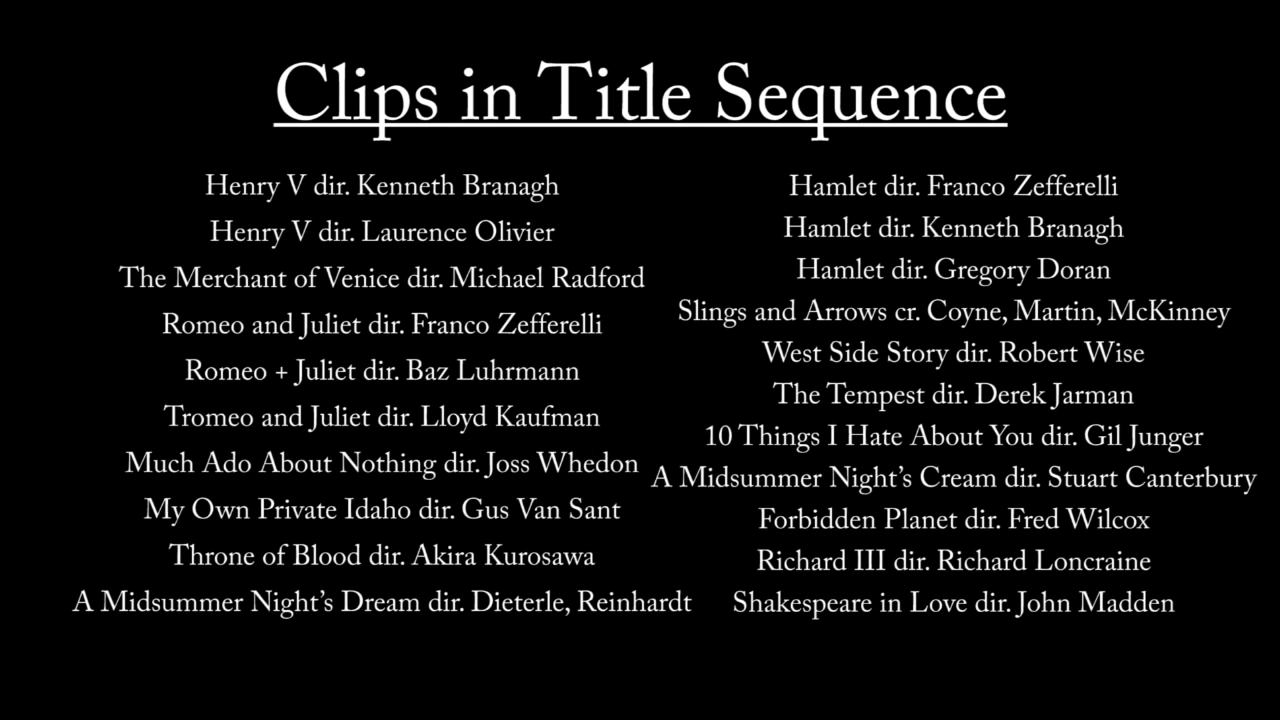 Clips in Title Sequence
Henry V dir. Kenneth Branagh
Henry V dir. Laurence Olivier
The Merchant of Venice dir. Michael Radford
Romeo and Juliet dir. Franco Zefferelli
Romeo + Juliet dir. Baz Luhrmann
Tromeo and Juliet dir. Lloyd Kaufman
Much Ado About Nothing dir. Joss Whedon
My Own Private Idaho dir. Gus Van Sant
Throne of Blood dir. Akira Kurosawa
A Midsummer Night’s Dream dir. Dieterle, Reinhardt
Hamlet dir. Franco Zefferelli
Hamlet dir. Kenneth Branagh
Hamlet dir. Gregory Doran
Slings and Arrows cr. Coyne, Martin, McKinney
West Side Story dir. Robert Wise
The Tempest dir. Derek Jarman
10 Things I Hate About You dir. Gil Junger
A Midsummer Night’s Cream dir. Stuart Canterbury
Forbidden Planet dir. Fred Wilcox
Richard III dir. Richard Loncraine
Shakespeare in Love dir. John Madden